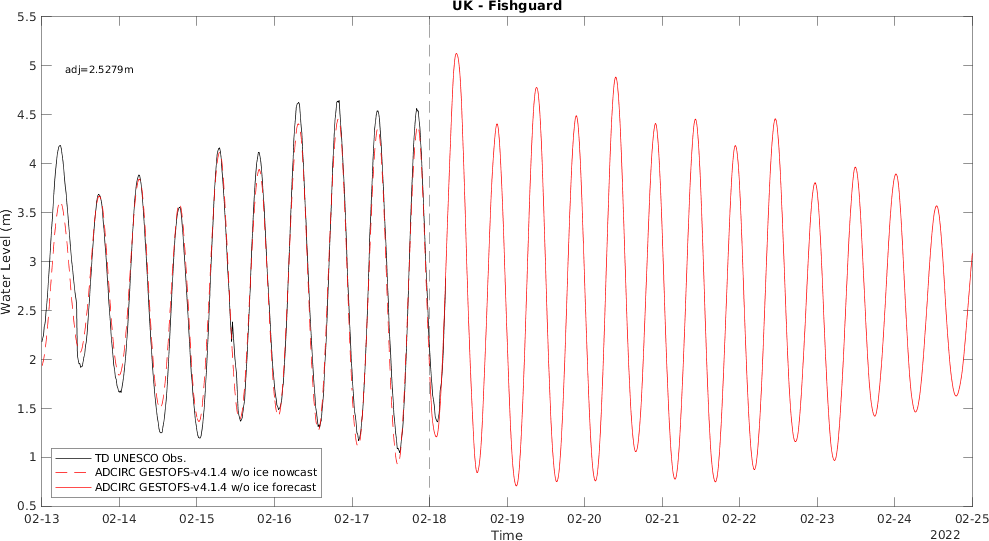 UK - Fishguard
adj=2.5279m
5.5
5
4.5
4
3.5
3
2.5
2
1.5
1
0.5
Water Level (m)
TD UNESCO Obs.
ADCIRC GESTOFS-v4.1.4 w/o ice nowcast
ADCIRC GESTOFS-v4.1.4 w/o ice forecast
02-13 02-14 02-15 02-16 02-17 02-18 02-19 02-20 02-21 02-22 02-23 02-24 02-25
Time
2022